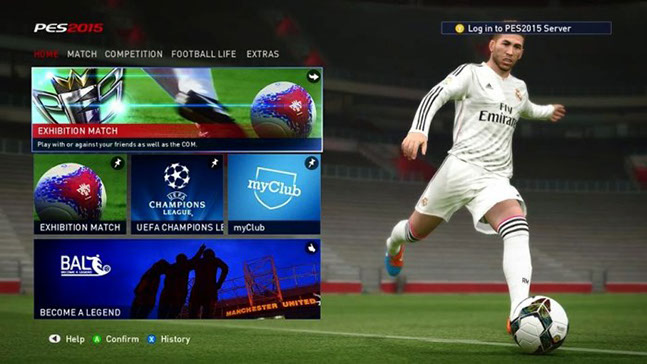 PES2015
Log in to PES2015 Server
HOME MATCH COMPETITION FOOTBALL LIFE EXTRAS
EXHIBITION MATCH
Play with or against your friends as well as the COM.
Fly
Emirates
EXHIBITION MATCH
UEFA CHAMPIONS LE
CHAMPIONS
LEAGUE
myClub
myClub
BAL
BECOME A LEGEND
MANCHESTER UNITED
BECOME A LEGEND
Help A Confirm X History